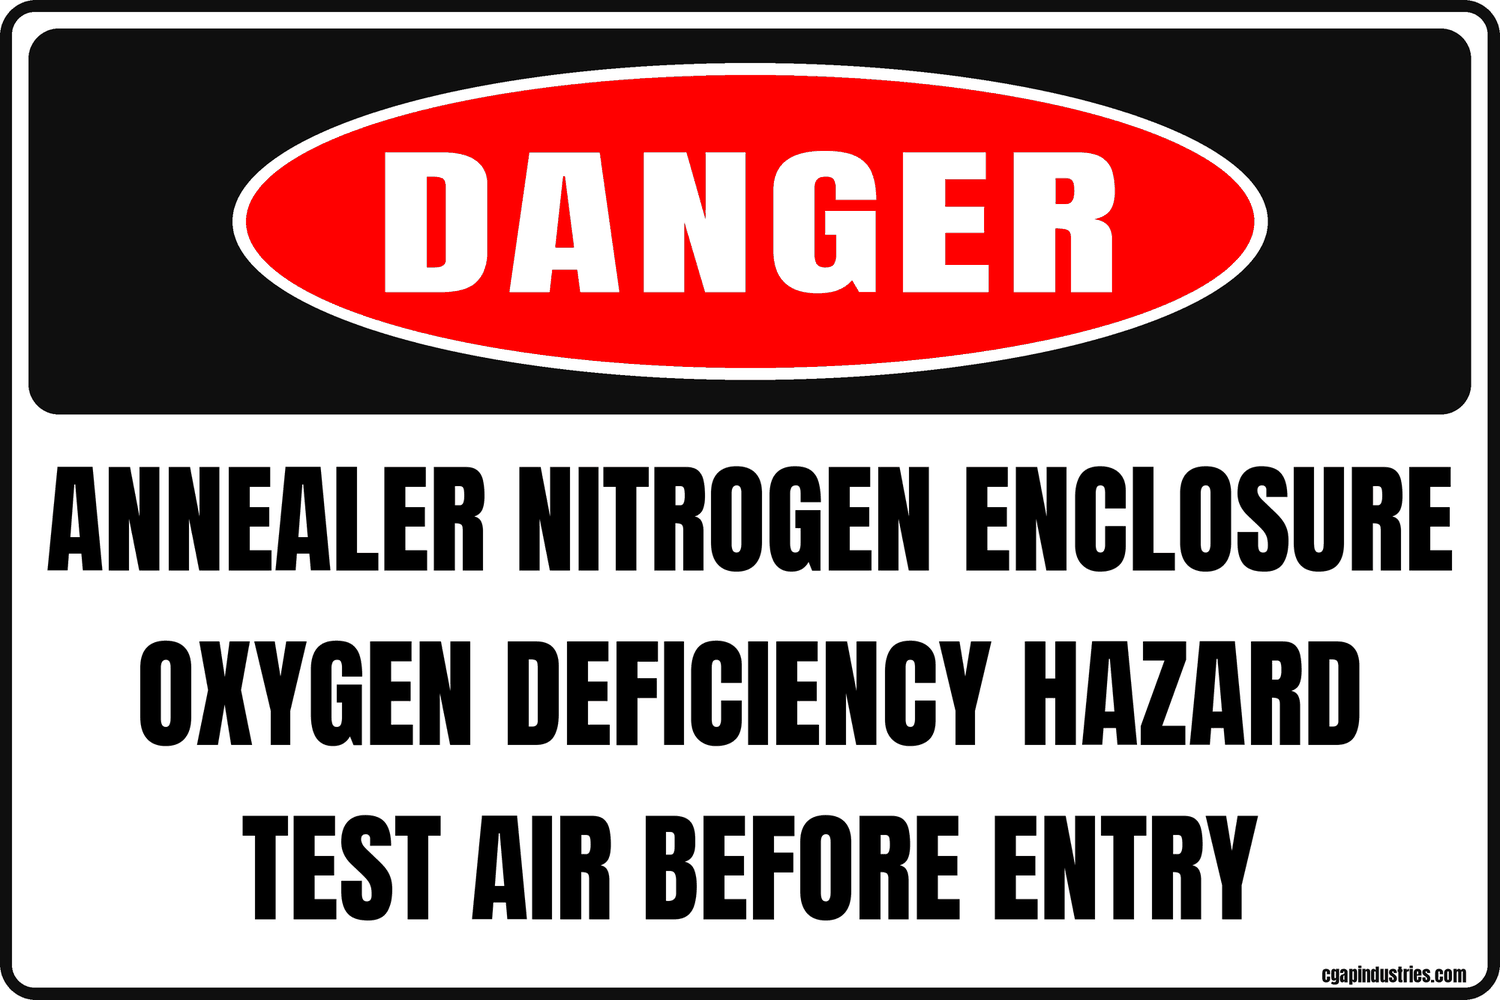 DANGER
ANNEALER NITROGEN ENCLOSURE
OXYGEN DEFICIENCY HAZARD
TEST AIR BEFORE ENTRY
cgapindustries.com